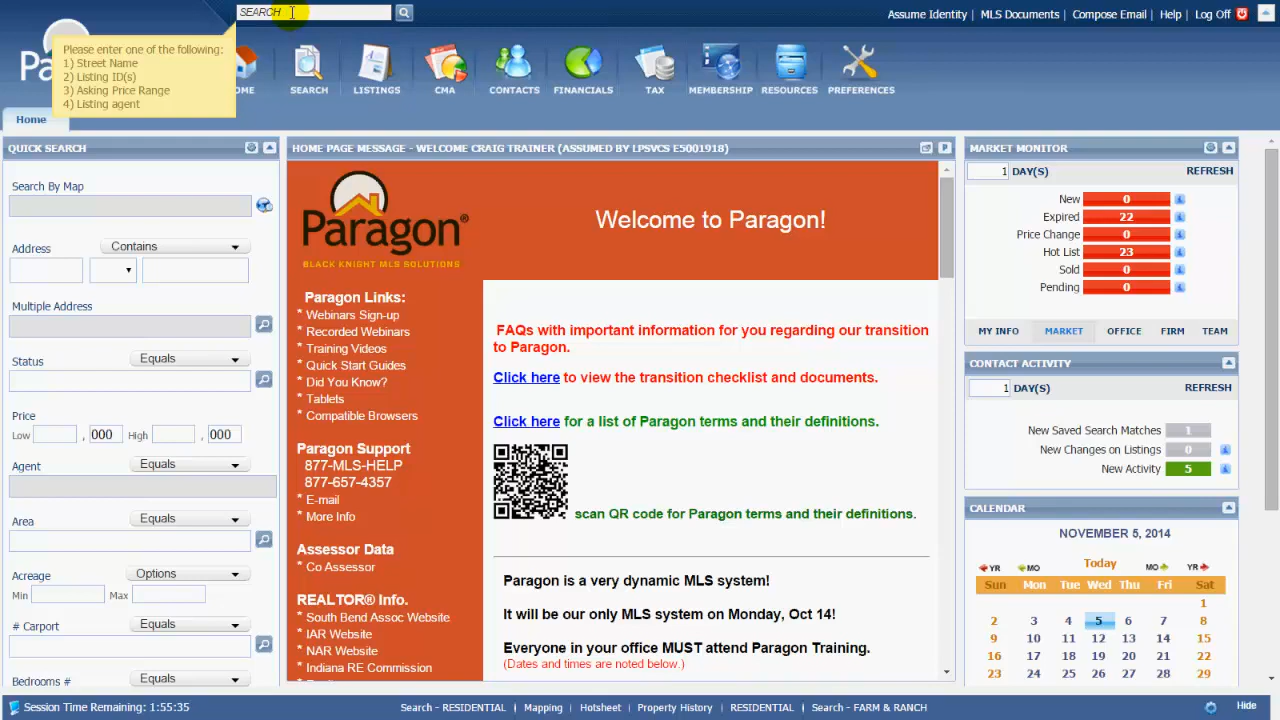 SEARCH
Assume Identity | MLS Documents | Compose Email | Help | Log Off
Please enter one of the following:
1) Street Name
2) Listing ID(s)
3) Asking Price Range
4) Listing agent
SEARCH
LISTINGS
CMA
CONTACTS
FINANCIALS
TAX
MEMBERSHIP
RESOURCES
PREFERENCES
Home
QUICK SEARCH
Search By Map
Address
Contains
Multiple Address
Status
Equals
Price
Low
, 000
High
, 000
Agent
Equals
Area
Equals
Acreage
Options
Min
Max
# Carport
Equals
Bedrooms #
Equals
HOME PAGE MESSAGE - WELCOME CRAIG TRAINER (ASSUMED BY LPSVCS E5001918)
Paragon®
BLACK KNIGHT MLS SOLUTIONS
Welcome to Paragon!
Paragon Links:
* Webinars Sign-up
* Recorded Webinars
* Training Videos
* Quick Start Guides
* Did You Know?
* Tablets
* Compatible Browsers
Paragon Support
877-MLS-HELP
877-657-4357
* E-mail
* More Info
Assessor Data
* Co Assessor
REALTOR® Info.
* South Bend Assoc Website
* IAR Website
* NAR Website
* Indiana RE Commission
FAQs with important information for you regarding our transition
to Paragon.
Click here to view the transition checklist and documents.
Click here for a list of Paragon terms and their definitions.
scan QR code for Paragon terms and their definitions.
Paragon is a very dynamic MLS system!
It will be our only MLS system on Monday, Oct 14!
Everyone in your office MUST attend Paragon Training.
(Dates and times are noted below.)
MARKET MONITOR
1 DAY(S)
REFRESH
New 0
Expired 22
Price Change 0
Hot List 23
Sold 0
Pending 0
MY INFO
MARKET
OFFICE
FIRM
TEAM
CONTACT ACTIVITY
1 DAY(S)
REFRESH
New Saved Search Matches 1
New Changes on Listings 0
New Activity 5
CALENDAR
NOVEMBER 5, 2014
YR MO Today MO YR
Sun Mon Tue Wed Thu Fri Sat
1
2 3 4 5 6 7 8
9 10 11 12 13 14 15
16 17 18 19 20 21 22
23 24 25 26 27 28 29
Session Time Remaining: 1:55:35
Search - RESIDENTIAL | Mapping | Hotsheet | Property History | RESIDENTIAL | Search - FARM & RANCH
Hide